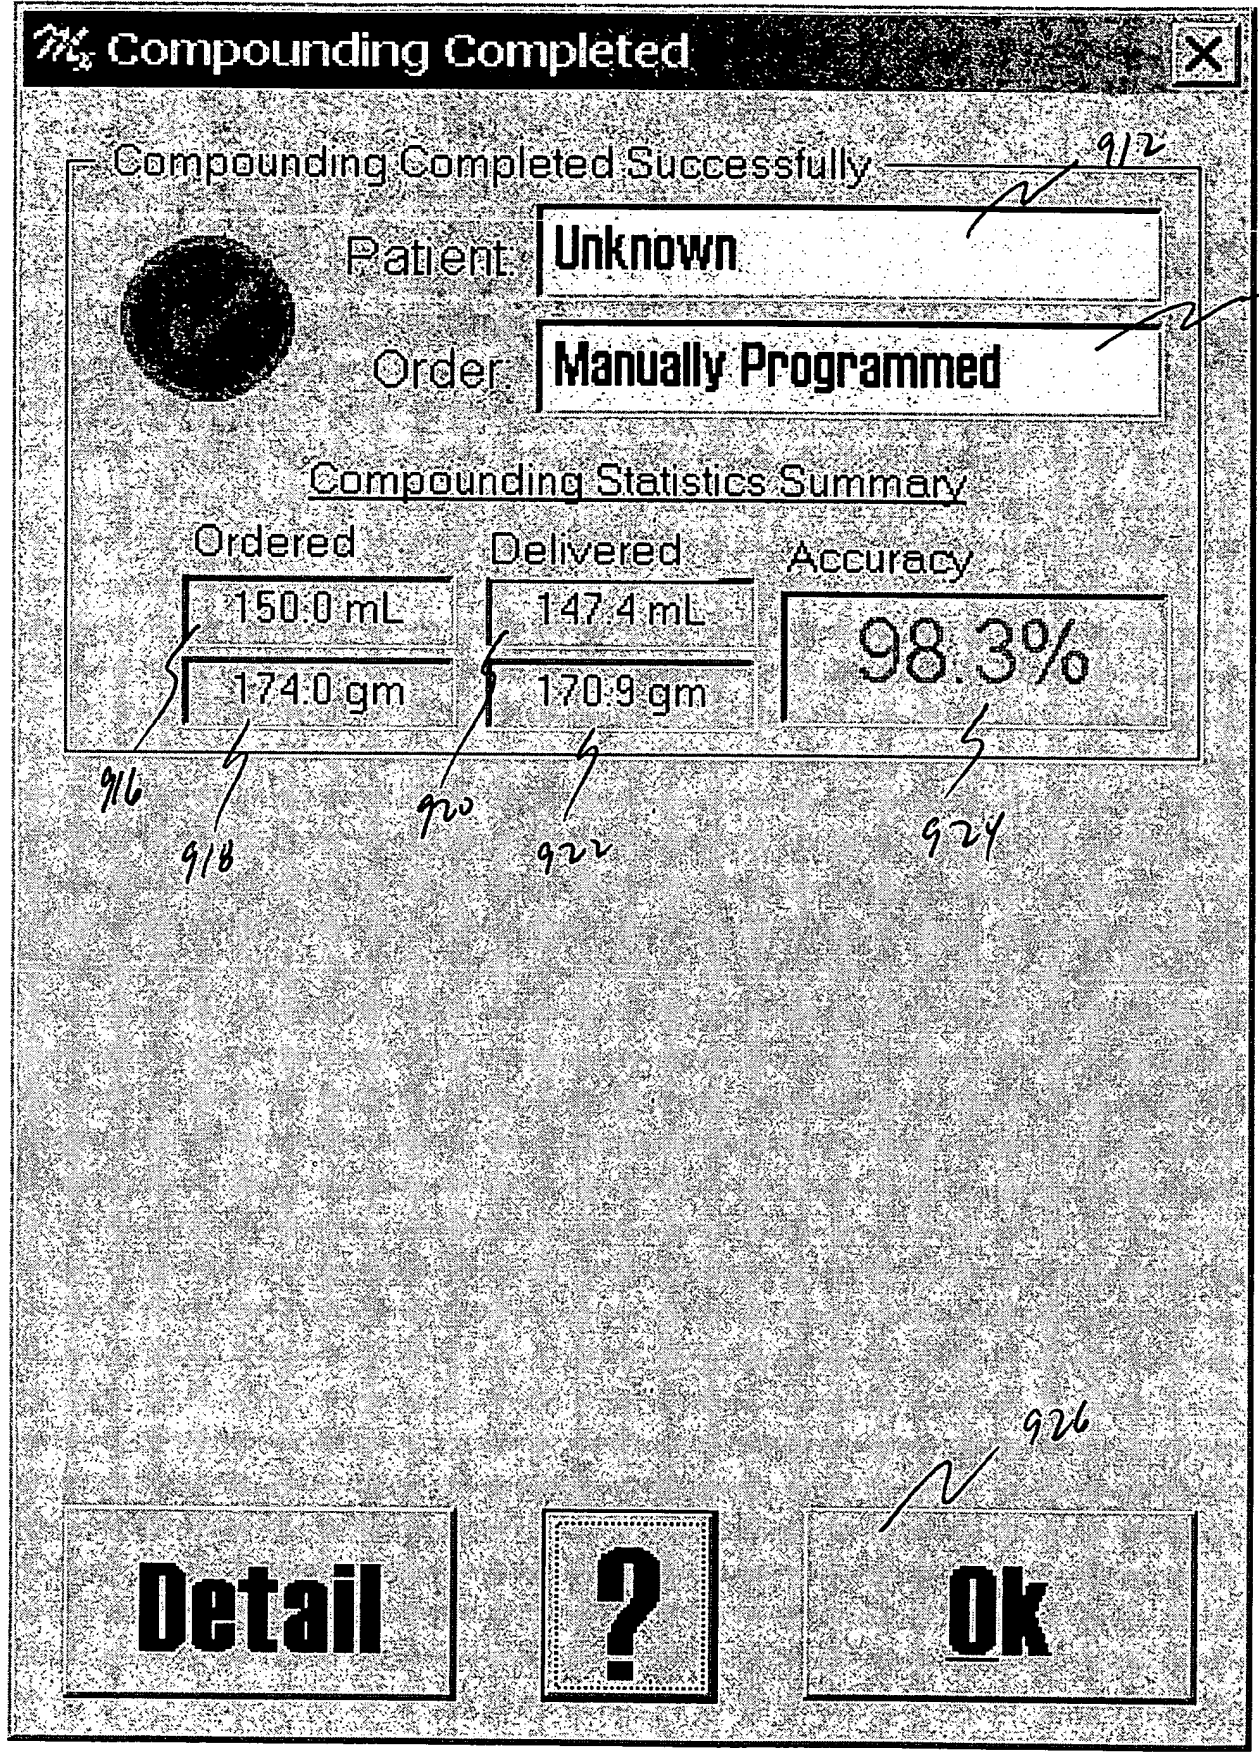 Mx Compounding Completed
Compounding Completed Successfully
912
Patient: Unknown
Order: Manually Programmed
Compounding Statistics Summary
Ordered Delivered Accuracy
150.0 mL 147.4 mL 98.3%
174.0 gm 170.9 gm
916 918 920 922 924
926
Detail ? Ok